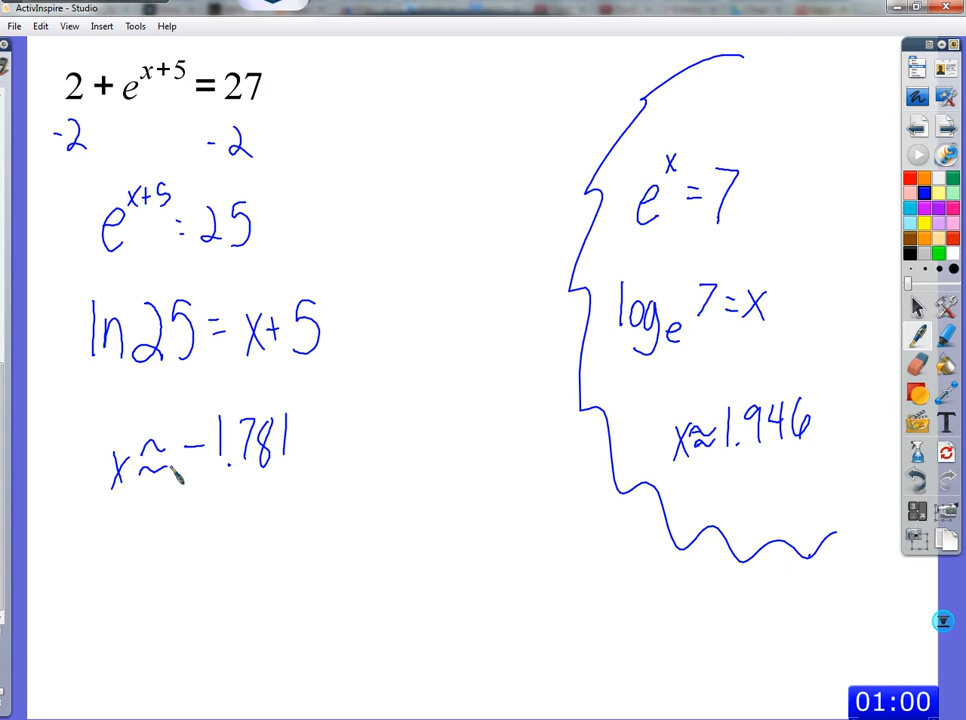 ActivInspire - Studio
File Edit View Insert Tools Help
2 + e^{x+5} = 27
-2 -2
e^{x+5} = 25
ln 25 = x + 5
x ≈ -1.781
e^x = 7
log_e 7 = x
x ≈ 1.946
01:00